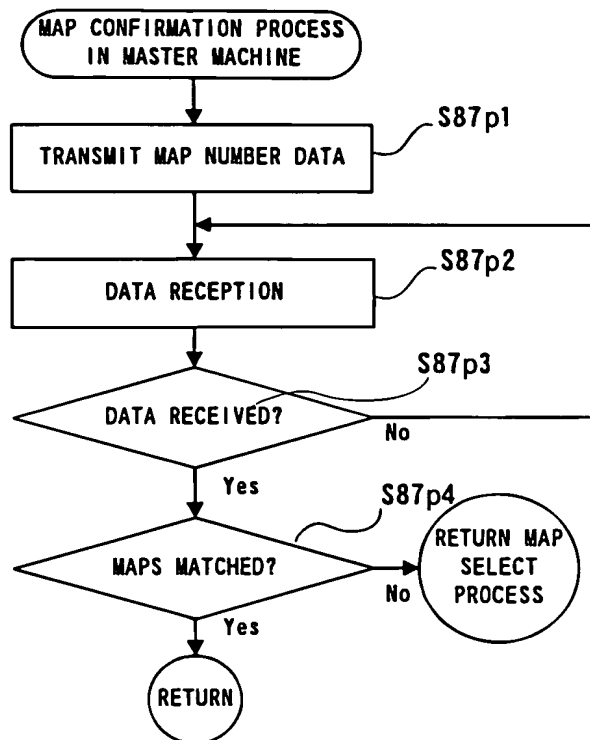 MAP CONFIRMATION PROCESS
IN MASTER MACHINE
S87p1
TRANSMIT MAP NUMBER DATA
S87p2
DATA RECEPTION
S87p3
DATA RECEIVED?
No
Yes
S87p4
MAPS MATCHED?
No
RETURN MAP
SELECT
PROCESS
Yes
RETURN